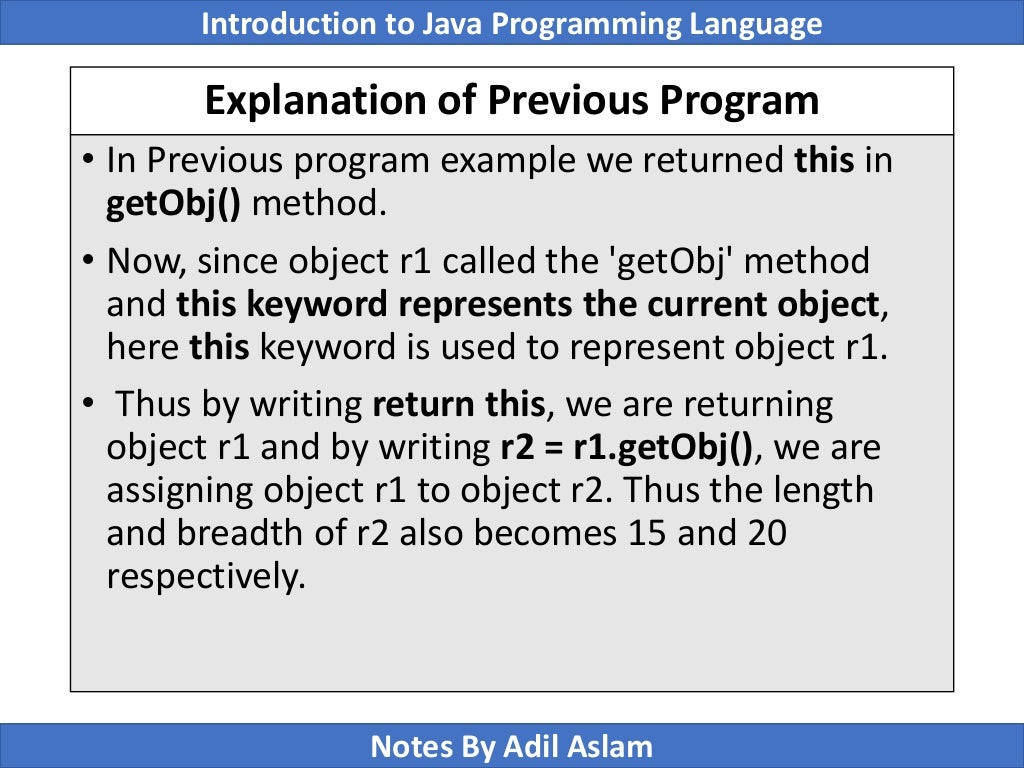 Introduction to Java Programming Language
Explanation of Previous Program
• In Previous program example we returned this in
getObj() method.
• Now, since object r1 called the 'getObj' method
and this keyword represents the current object,
here this keyword is used to represent object r1.
• Thus by writing return this, we are returning
object r1 and by writing r2 = r1.getObj(), we are
assigning object r1 to object r2. Thus the length
and breadth of r2 also becomes 15 and 20
respectively.
Notes By Adil Aslam